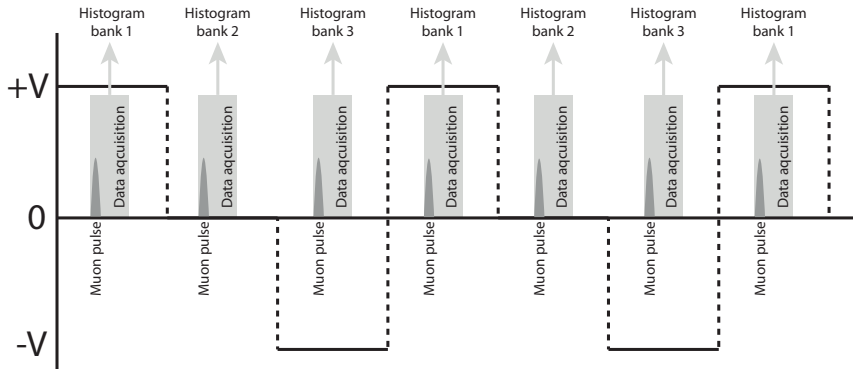 Histogram
bank 1
Histogram
bank 2
Histogram
bank 3
Histogram
bank 1
Histogram
bank 2
Histogram
bank 3
Histogram
bank 1
+V
0
-V
Data aqcuisition
Data aqcuisition
Data aqcuisition
Data aqcuisition
Data aqcuisition
Data aqcuisition
Data aqcuisition
Muon pulse
Muon pulse
Muon pulse
Muon pulse
Muon pulse
Muon pulse
Muon pulse